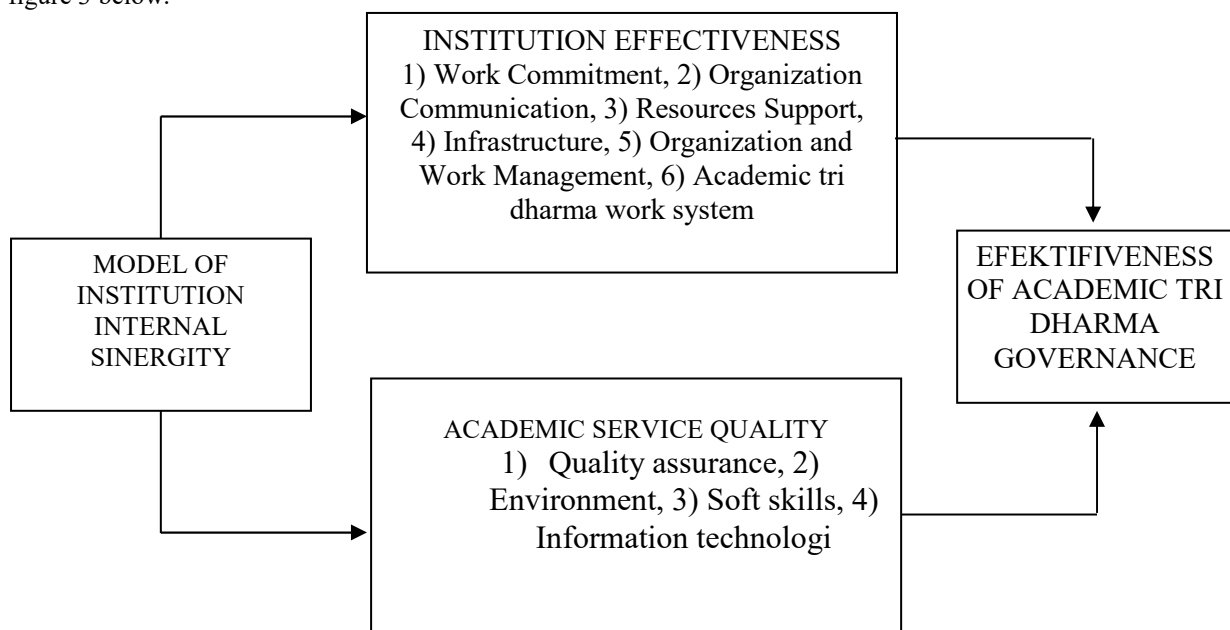 figure 3 below.
INSTITUTION EFFECTIVENESS
1) Work Commitment, 2) Organization
Communication, 3) Resources Support,
4) Infrastructure, 5) Organization and
Work Management, 6) Academic tri
dharma work system
MODEL OF
INSTITUTION
INTERNAL
SINERGITY
EFEKTIFIVENESS
OF ACADEMIC TRI
DHARMA
GOVERNANCE
ACADEMIC SERVICE QUALITY
1) Quality assurance, 2)
Environment, 3) Soft skills, 4)
Information technologi